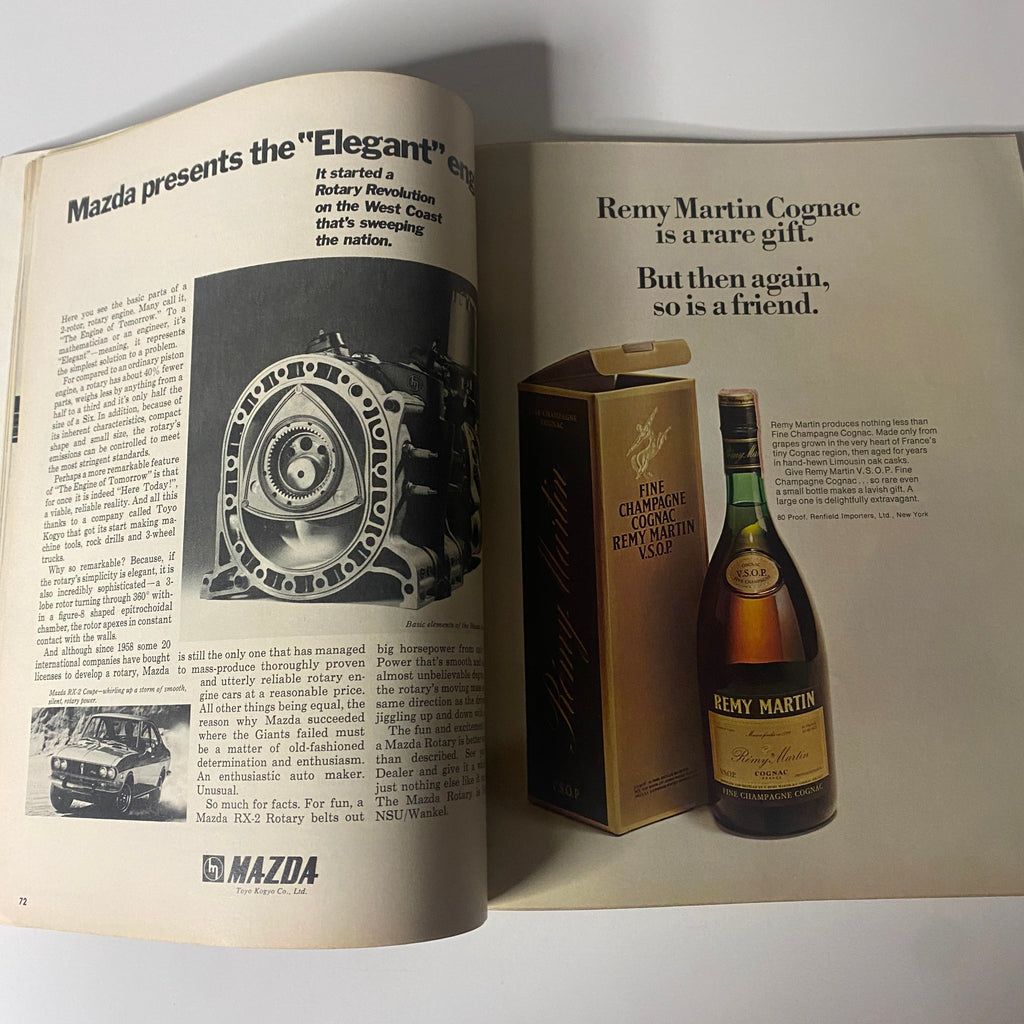 Mazda presents the "Elegant" eng
It started a
Rotary Revolution
on the West Coast
that's sweeping
the nation.
Here you see the basic parts of a
2-rotor, rotary engine. Many call it,
"The Engine of Tomorrow." To a
mathematician or an engineer, it's
"Elegant"—meaning, it represents
the simplest solution to a problem.
For compared to an ordinary piston
engine, a rotary has about 40% fewer
parts, weighs less by anything from a
half to a third and it's only half the
size of a Six. In addition, because of
its inherent characteristics, compact
shape and small size, the rotary's
emissions can be controlled to meet
the most stringent standards.
Perhaps a more remarkable feature
of "The Engine of Tomorrow" is that
for once it is indeed "Here Today!",
a viable, reliable reality. And all this
thanks to a company called Toyo
Kogyo that got its start making ma-
chine tools, rock drills and 3-wheel
trucks.
Why so remarkable? Because, if
the rotary's simplicity is elegant, it is
also incredibly sophisticated—a 3-
lobe rotor turning through 360° with-
in a figure-8 shaped epitrochoidal
chamber, the rotor apexes in constant
contact with the walls.
And although since 1958 some 20
international companies have bought
licenses to develop a rotary, Mazda
Mazda RX-2 Coupe—whirling up a storm of smooth,
silent, rotary power.
Basic elements of the Mazda
is still the only one that has managed
to mass-produce thoroughly proven
and utterly reliable rotary en-
gine cars at a reasonable price.
All other things being equal, the
reason why Mazda succeeded
where the Giants failed must
be a matter of old-fashioned
determination and enthusiasm.
An enthusiastic auto maker.
Unusual.
So much for facts. For fun, a
Mazda RX-2 Rotary belts out
big horsepower from
Power that's smooth
almost unbelievable
the rotary's moving
same direction as the
jiggling up and down
The fun and
a Mazda Rotary is
than described. See
Dealer and give it a
just nothing else like
The Mazda Rotary is
NSU/Wankel.
m MAZDA
Toyo Kogyo Co., Ltd.
72
Remy Martin Cognac
is a rare gift.
But then again,
so is a friend.
Remy Martin produces nothing less than
Fine Champagne Cognac. Made only from
grapes grown in the very heart of France's
tiny Cognac region, then aged for years
in hand-hewn Limousin oak casks.
Give Remy Martin V.S.O.P. Fine
Champagne Cognac...so rare even
a small bottle makes a lavish gift. A
large one is delightfully extravagant.
80 Proof, Renfield Importers, Ltd., New York
FINE CHAMPAGNE
COGNAC
Rémy Martin
V.S.O.P
FINE
CHAMPAGNE
COGNAC
REMY MARTIN
V.S.O.P.
COGNAC
V.S.O.P.
FINE CHAMPAGNE
REMY MARTIN
Rémy Martin
V.S.O.P. COGNAC
FRANCE
FINE CHAMPAGNE COGNAC